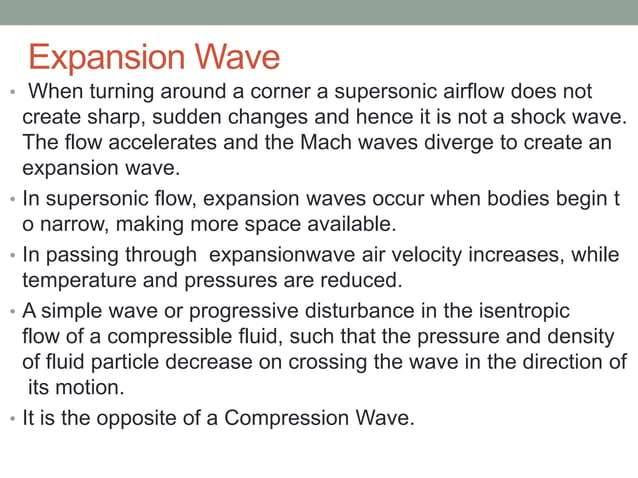 Expansion Wave
• When turning around a corner a supersonic airflow does not
create sharp, sudden changes and hence it is not a shock wave.
The flow accelerates and the Mach waves diverge to create an
expansion wave.
• In supersonic flow, expansion waves occur when bodies begin t
o narrow, making more space available.
• In passing through  expansionwave air velocity increases, while
temperature and pressures are reduced.
• A simple wave or progressive disturbance in the isentropic
flow of a compressible fluid, such that the pressure and density
of fluid particle decrease on crossing the wave in the direction of
its motion.
• It is the opposite of a Compression Wave.